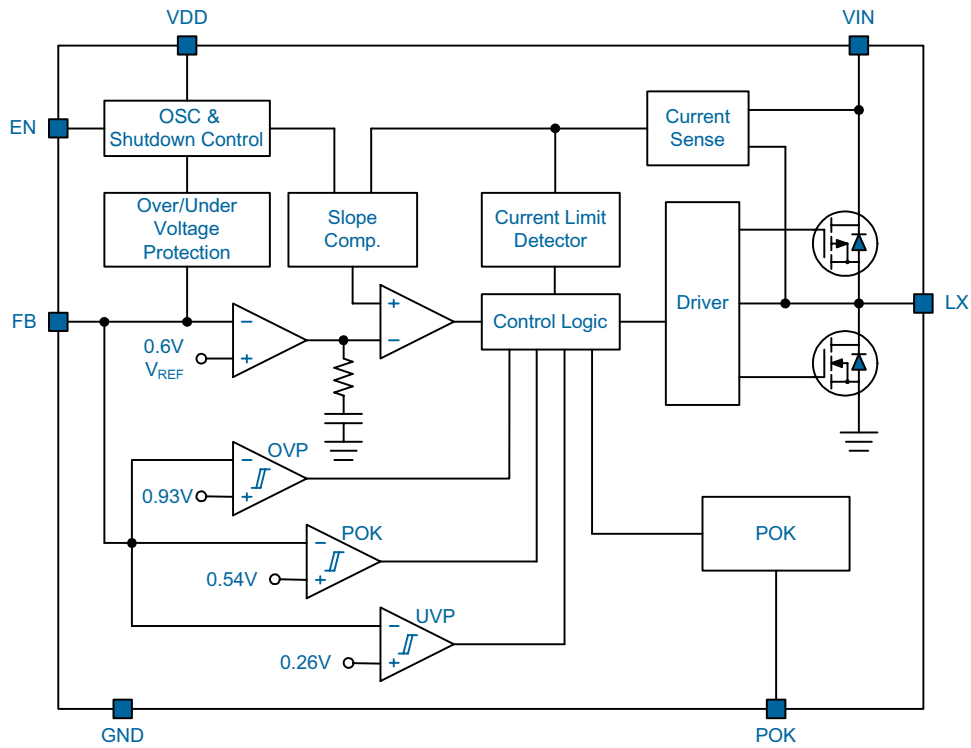 VDD
VIN
EN
OSC &
Shutdown Control
Current
Sense
Over/Under
Voltage
Protection
Slope
Comp.
Current Limit
Detector
Driver
LX
FB
Control Logic
+
−
−
+
0.6V
VREF
OVP
−
+
0.93V
POK
−
+
0.54V
POK
UVP
−
+
0.26V
GND
POK